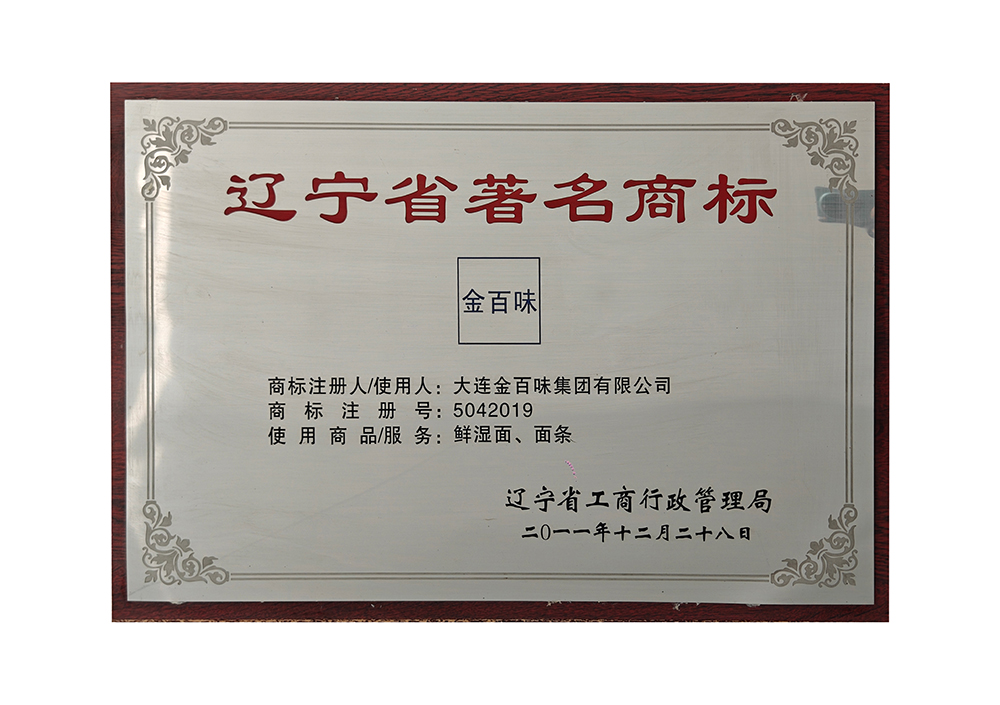 辽宁省著名商标
金百味
商标注册人/使用人：大连金百味集团有限公司
商标注册号：5042019
使用商品/服务：鲜湿面、面条
辽宁省工商行政管理局
二〇一一年十二月二十八日